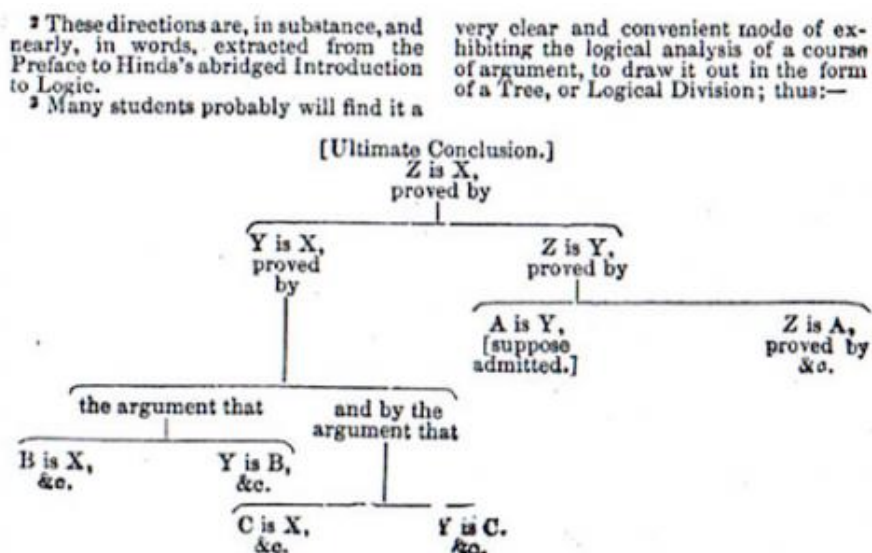 ² These directions are, in substance, and
nearly, in words, extracted from the
Preface to Hinds's abridged Introduction
to Logic.
³ Many students probably will find it a
very clear and convenient mode of ex-
hibiting the logical analysis of a course
of argument, to draw it out in the form
of a Tree, or Logical Division; thus:—
[Ultimate Conclusion.]
Z is X,
proved by
Y is X,
proved
by
Z is Y,
proved by
A is Y,
[suppose
admitted.]
Z is A,
proved by
&c.
the argument that
and by the
argument that
B is X,
&c.
Y is B,
&c.
C is X,
&c.
Y is C.
&c.